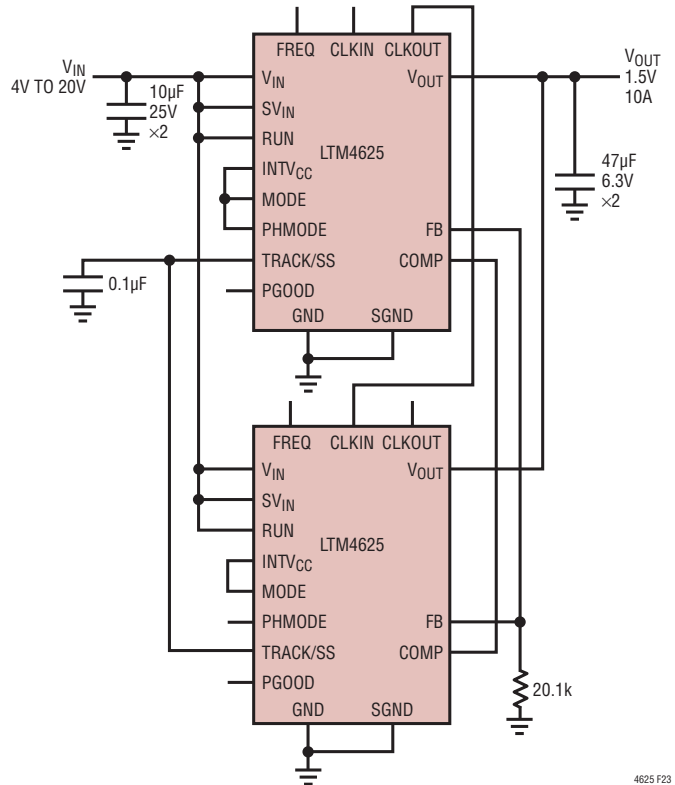 FREQ CLKIN CLKOUT
VIN
4V TO 20V
10µF
25V
×2
VIN
SVIN
RUN
INTVCC
MODE
PHMODE
TRACK/SS
PGOOD
LTM4625
VOUT
FB
COMP
GND SGND
VOUT
1.5V
10A
47µF
6.3V
×2
0.1µF
FREQ CLKIN CLKOUT
VIN
SVIN
RUN
INTVCC
MODE
PHMODE
TRACK/SS
PGOOD
LTM4625
VOUT
FB
COMP
GND SGND
20.1k
4625 F23